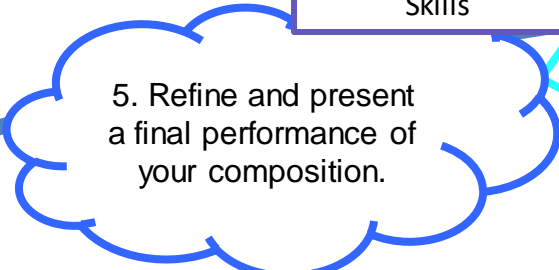 Skills
5. Refine and present
a final performance of
your composition.